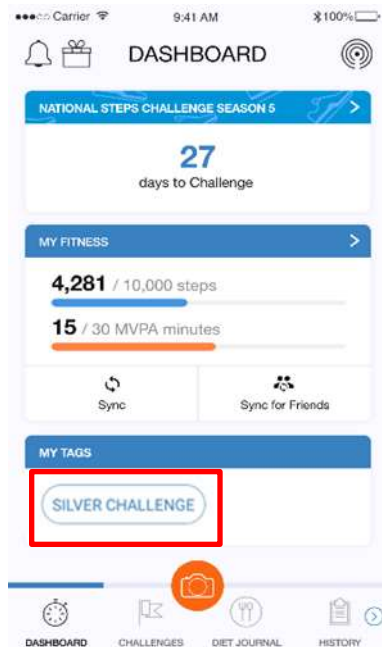 Carrier 9:41 AM 100%
DASHBOARD
NATIONAL STEPS CHALLENGE SEASON 5
27
days to Challenge
MY FITNESS
4,281 / 10,000 steps
15 / 30 MVPA minutes
Sync Sync for Friends
MY TAGS
SILVER CHALLENGE
DASHBOARD CHALLENGES DIET JOURNAL HISTORY